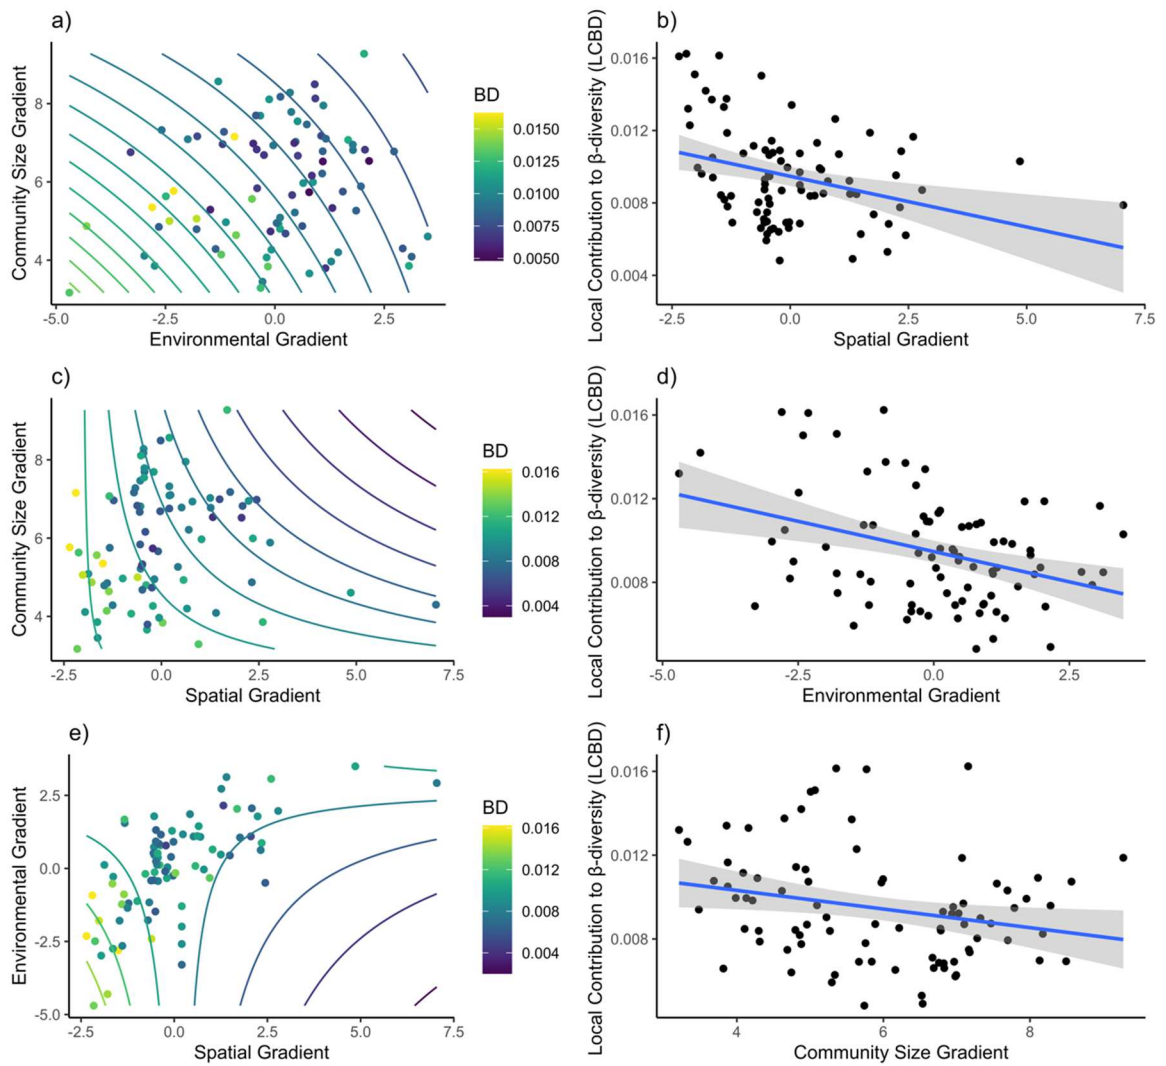 a)
Community Size Gradient
8
6
4
-5.0
-2.5
0.0
2.5
Environmental Gradient
BD
0.0150
0.0125
0.0100
0.0075
0.0050
b)
Local Contribution to β-diversity (LCBD)
0.016
0.012
0.008
0.004
-2.5
0.0
2.5
5.0
7.5
Spatial Gradient
c)
Community Size Gradient
8
6
4
-2.5
0.0
2.5
5.0
7.5
Spatial Gradient
BD
0.016
0.012
0.008
0.004
d)
Local Contribution to β-diversity (LCBD)
0.016
0.012
0.008
-5.0
-2.5
0.0
2.5
Environmental Gradient
e)
Environmental Gradient
2.5
0.0
-2.5
-5.0
-2.5
0.0
2.5
5.0
7.5
Spatial Gradient
BD
0.016
0.012
0.008
0.004
f)
Local Contribution to β-diversity (LCBD)
0.016
0.012
0.008
4
6
8
Community Size Gradient